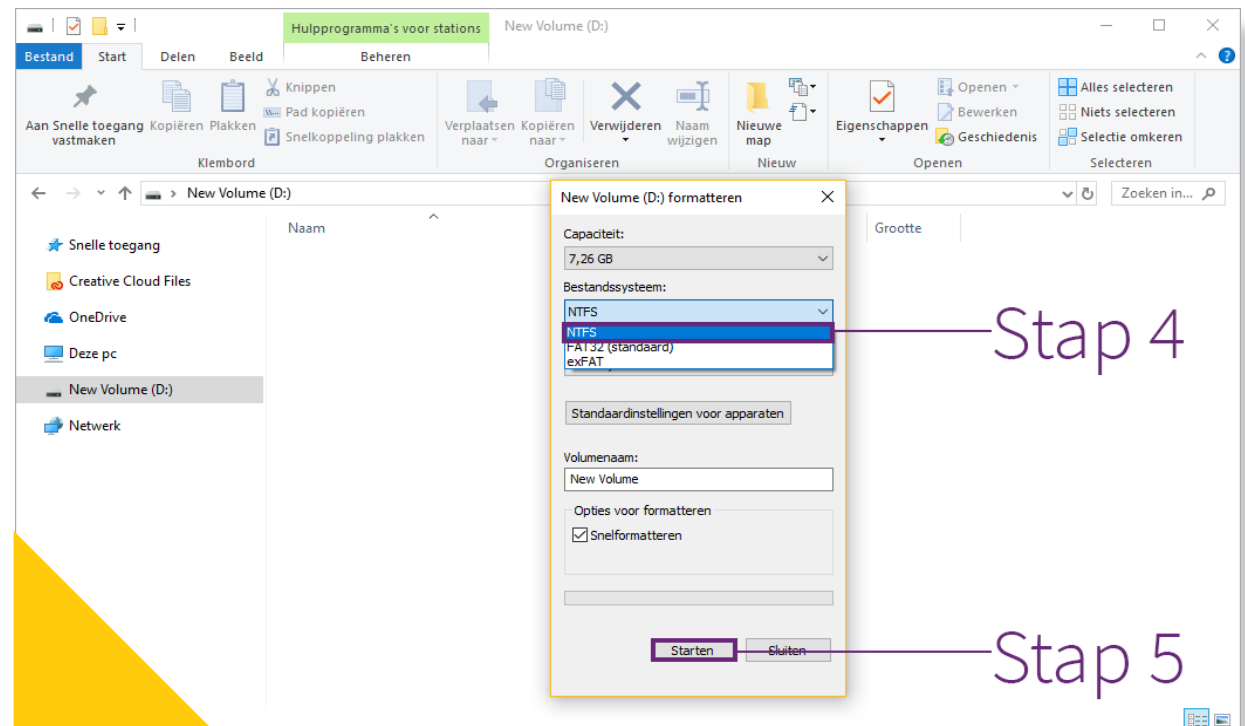 Hulpprogramma's voor stations
New Volume (D:)
Bestand Start Delen Beeld Beheren
Aan Snelle toegang
vastmaken
Kopiëren
Plakken
Knippen
Pad kopiëren
Snelkoppeling plakken
Klembord
Verplaatsen
naar
Kopiëren
naar
Verwijderen
Naam
wijzigen
Organiseren
Nieuwe
map
Nieuw
Eigenschappen
Openen
Bewerken
Geschiedenis
Openen
Alles selecteren
Niets selecteren
Selectie omkeren
Selecteren
New Volume (D:)
Zoeken in...
Naam
Grootte
Snelle toegang
Creative Cloud Files
OneDrive
Deze pc
New Volume (D:)
Netwerk
New Volume (D:) formatteren
Capaciteit:
7,26 GB
Bestandssysteem:
NTFS
NTFS
FAT32 (standaard)
exFAT
Standaardinstellingen voor apparaten
Volumenaam:
New Volume
Opties voor formatteren
Snelformatteren
Starten
Sluiten
Stap 4
Stap 5